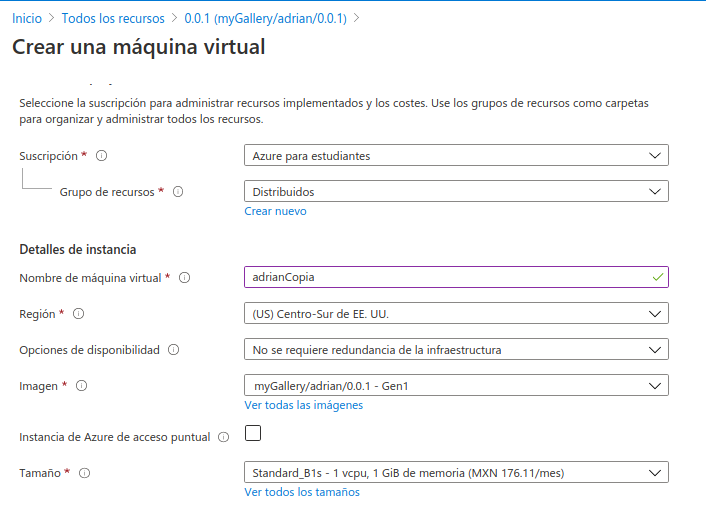 Inicio > Todos los recursos > 0.0.1 (myGallery/adrian/0.0.1) >
Crear una máquina virtual
Seleccione la suscripción para administrar recursos implementados y los costes. Use los grupos de recursos como carpetas
para organizar y administrar todos los recursos.
Suscripción *
Azure para estudiantes
Grupo de recursos *
Distribuidos
Crear nuevo
Detalles de instancia
Nombre de máquina virtual *
adrianCopia
Región *
(US) Centro-Sur de EE. UU.
Opciones de disponibilidad
No se requiere redundancia de la infraestructura
Imagen *
myGallery/adrian/0.0.1 - Gen1
Ver todas las imágenes
Instancia de Azure de acceso puntual
Tamaño *
Standard_B1s - 1 vcpu, 1 GiB de memoria (MXN 176.11/mes)
Ver todos los tamaños